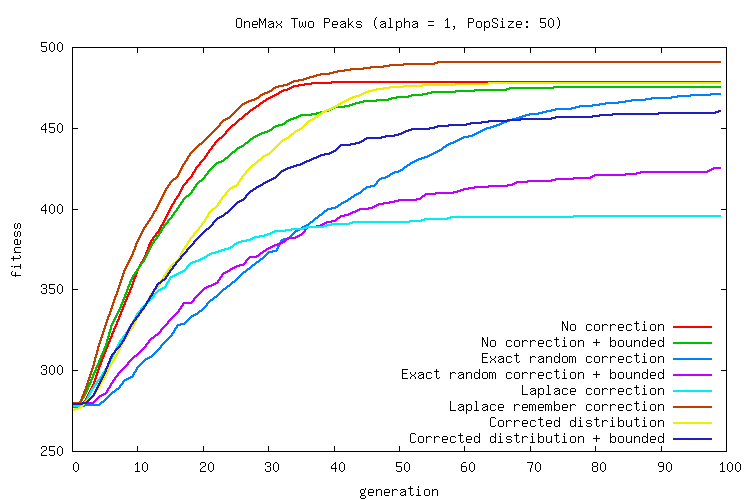 OneMax Two Peaks (alpha = 1, PopSize: 50)
500
450
400
350
300
250
fitness
No correction
No correction + bounded
Exact random correction
Exact random correction + bounded
Laplace correction
Laplace remember correction
Corrected distribution
Corrected distribution + bounded
0 10 20 30 40 50 60 70 80 90 100
generation